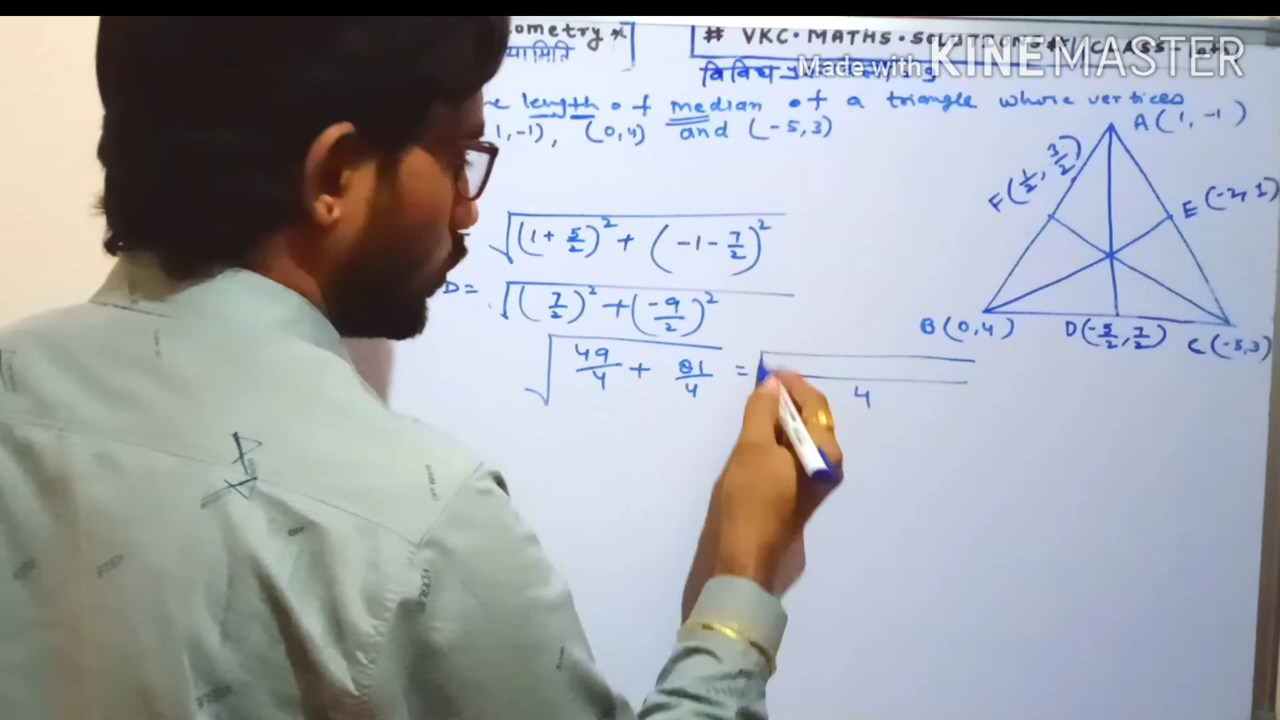 ometry *
यामिति
# VKC. MATHS. SOLUTIONS
Made with KINEMASTER
length of median of a triangle whose vertices
1,-1), (0,4) and (-5,3)
A(1,-1)
F(1/2, 3/2)
E(-2,1)
B(0,4) D(-5/2, 7/2) C(-5,3)
√(1+5/2)² + (-1-7/2)²
D = √(7/2)² + (-9/2)²
√49/4 + 81/4 = √ /4